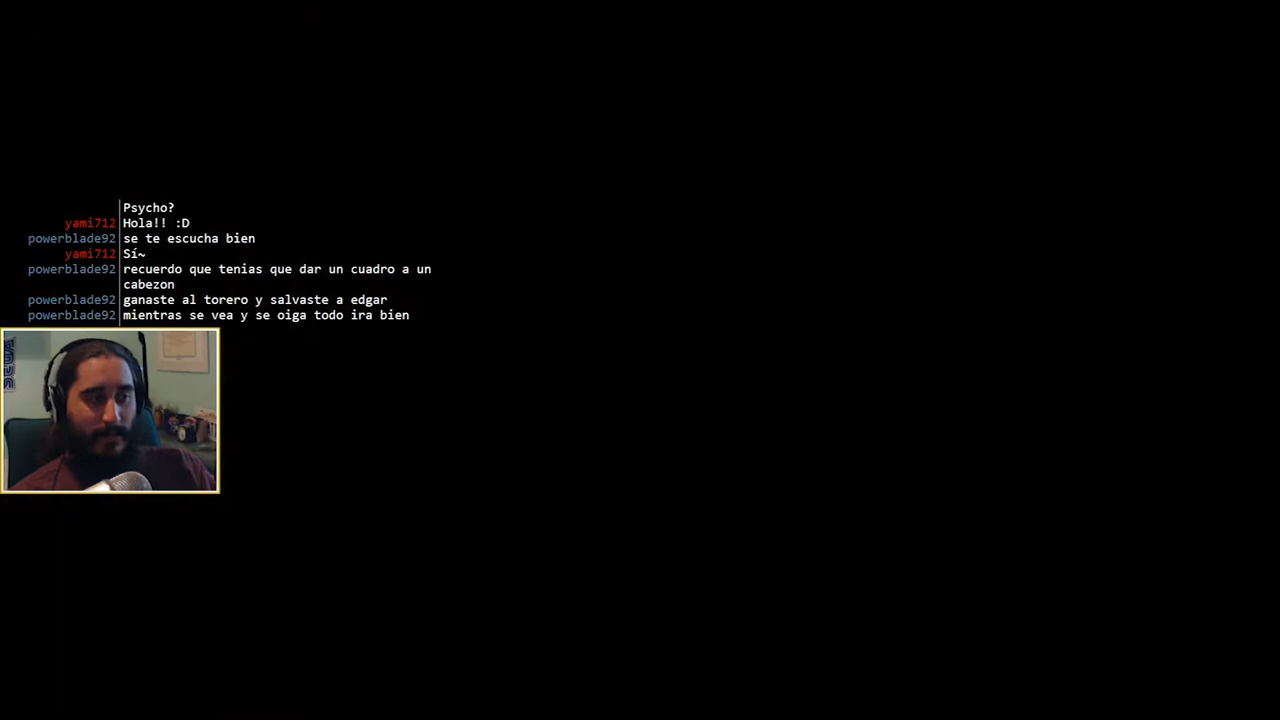 Psycho?
yami712 Hola!! :D
powerblade92 se te escucha bien
yami712 Sí~
powerblade92 recuerdo que tenias que dar un cuadro a un
cabezon
powerblade92 ganaste al torero y salvaste a edgar
powerblade92 mientras se vea y se oiga todo ira bien
SEGA